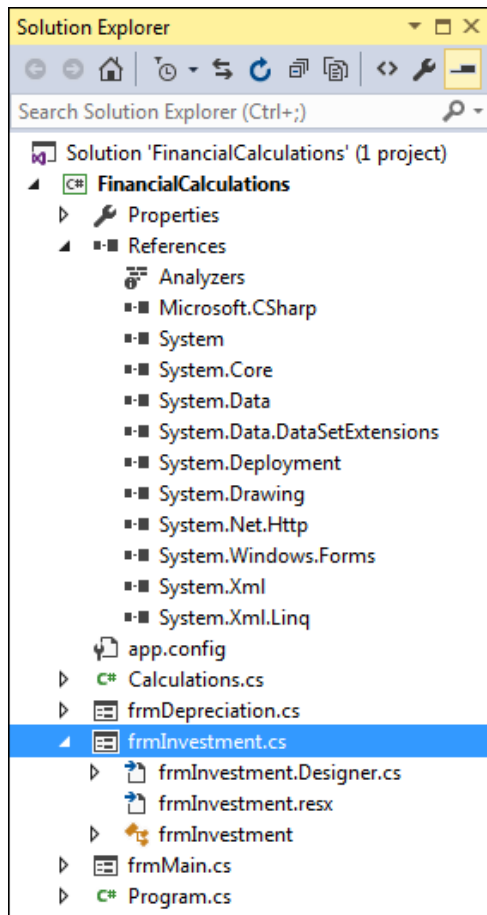 Solution Explorer
Search Solution Explorer (Ctrl+;)
Solution 'FinancialCalculations' (1 project)
C# FinancialCalculations
Properties
References
Analyzers
Microsoft.CSharp
System
System.Core
System.Data
System.Data.DataSetExtensions
System.Deployment
System.Drawing
System.Net.Http
System.Windows.Forms
System.Xml
System.Xml.Linq
app.config
C# Calculations.cs
frmDepreciation.cs
frmInvestment.cs
frmInvestment.Designer.cs
frmInvestment.resx
frmInvestment
frmMain.cs
C# Program.cs